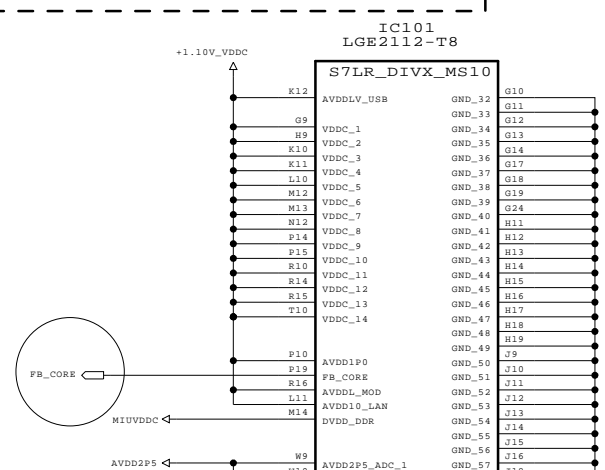 IC101
LGE2112-T8
+1.10V_VDDC
S7LR_DIVX_MS10
K12 AVDDLV_USB GND_32 G10
GND_33 G11
G9 VDDC_1 GND_34 G12
H9 VDDC_2 GND_35 G13
K10 VDDC_3 GND_36 G14
K11 VDDC_4 GND_37 G17
L10 VDDC_5 GND_38 G18
M12 VDDC_6 GND_39 G19
M13 VDDC_7 GND_40 G24
N12 VDDC_8 GND_41 H11
P14 VDDC_9 GND_42 H12
P15 VDDC_10 GND_43 H13
R10 VDDC_11 GND_44 H14
R14 VDDC_12 GND_45 H15
R15 VDDC_13 GND_46 H16
T10 VDDC_14 GND_47 H17
GND_48 H18
GND_49 H19
P10 AVDD1P0 GND_50 J9
FB_CORE P19 FB_CORE GND_51 J10
R16 AVDDL_MOD GND_52 J11
L11 AVDD10_LAN GND_53 J12
MIUVDDC M14 DVDD_DDR GND_54 J13
GND_55 J14
GND_56 J15
AVDD2P5 W9 AVDD2P5_ADC_1 GND_57 J16